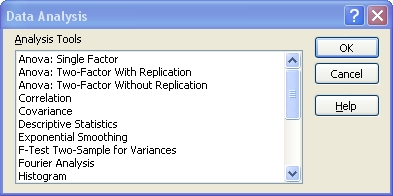 Data Analysis
?
X
Analysis Tools
Anova: Single Factor
Anova: Two-Factor With Replication
Anova: Two-Factor Without Replication
Correlation
Covariance
Descriptive Statistics
Exponential Smoothing
F-Test Two-Sample for Variances
Fourier Analysis
Histogram
OK
Cancel
Help